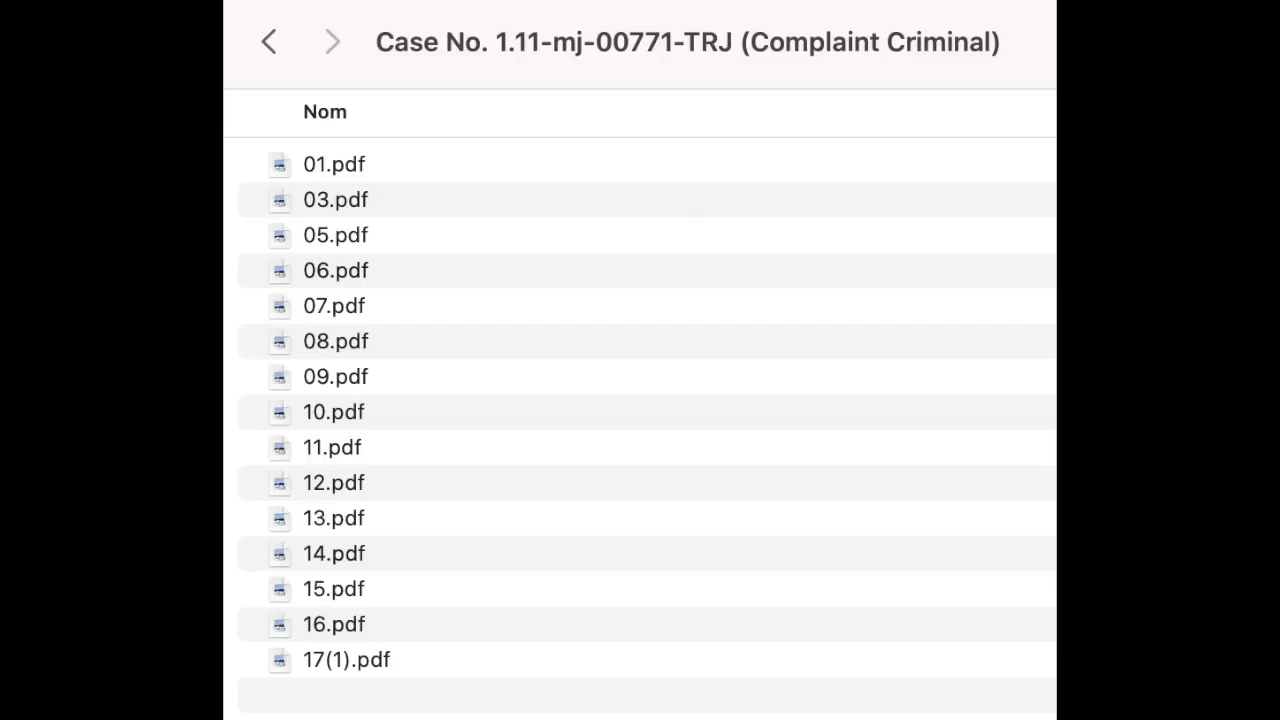 Case No. 1.11-mj-00771-TRJ (Complaint Criminal)
Nom
01.pdf
03.pdf
05.pdf
06.pdf
07.pdf
08.pdf
09.pdf
10.pdf
11.pdf
12.pdf
13.pdf
14.pdf
15.pdf
16.pdf
17(1).pdf